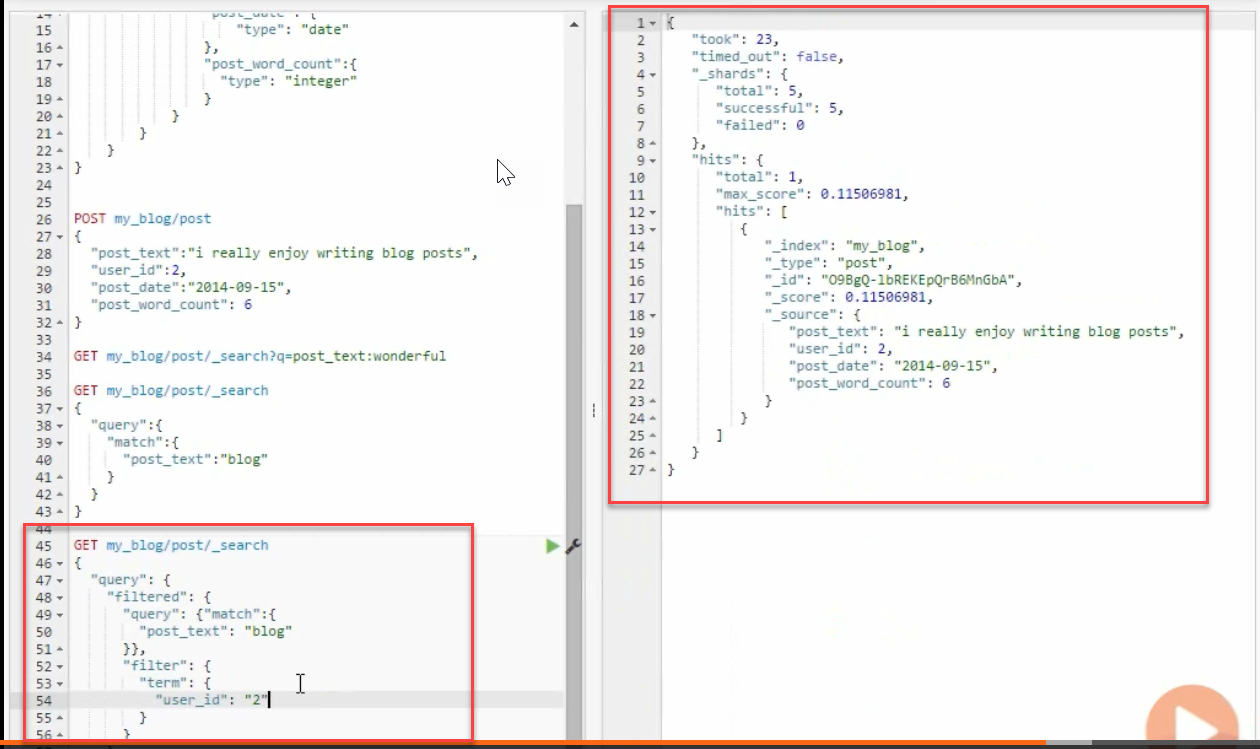 14 "post_date": {
15 "type": "date"
16 },
17 "post_word_count":{
18 "type": "integer"
19 }
20 }
21 }
22 }
23 }
24
25
26 POST my_blog/post
27 {
28 "post_text":"i really enjoy writing blog posts",
29 "user_id":2,
30 "post_date":"2014-09-15",
31 "post_word_count": 6
32 }
33
34 GET my_blog/post/_search?q=post_text:wonderful
35
36 GET my_blog/post/_search
37 {
38 "query":{
39 "match":{
40 "post_text":"blog"
41 }
42 }
43 }
44
45 GET my_blog/post/_search
46 {
47 "query": {
48 "filtered": {
49 "query": {"match":{
50 "post_text": "blog"
51 }},
52 "filter": {
53 "term": {
54 "user_id": "2"
55 }
56 }
1 {
2 "took": 23,
3 "timed_out": false,
4 "_shards": {
5 "total": 5,
6 "successful": 5,
7 "failed": 0
8 },
9 "hits": {
10 "total": 1,
11 "max_score": 0.11506981,
12 "hits": [
13 {
14 "_index": "my_blog",
15 "_type": "post",
16 "_id": "O9BgQ-lbREKEpQrB6MnGbA",
17 "_score": 0.11506981,
18 "_source": {
19 "post_text": "i really enjoy writing blog posts",
20 "user_id": 2,
21 "post_date": "2014-09-15",
22 "post_word_count": 6
23 }
24 }
25 ]
26 }
27 }